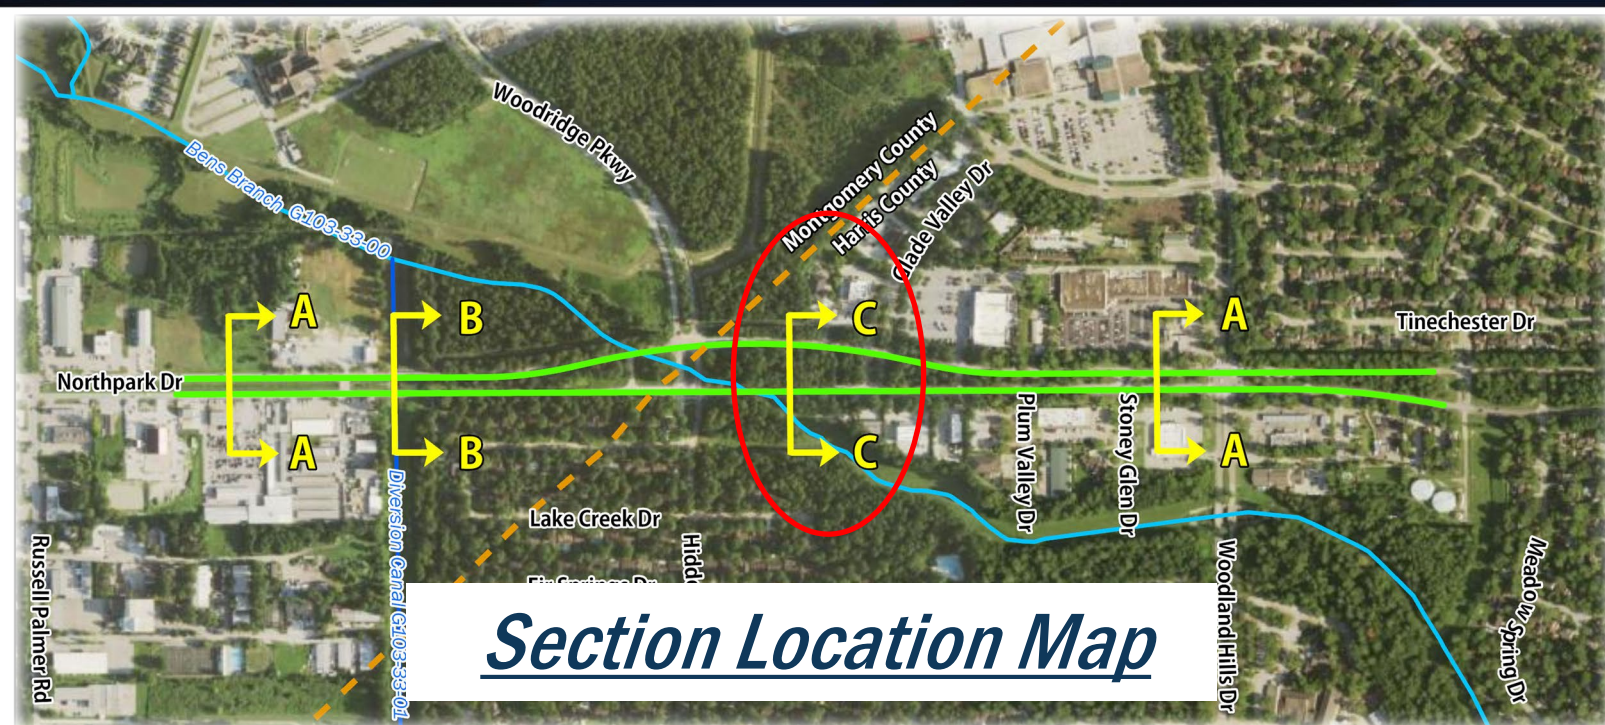 Woodridge Pkwy
Montgomery County
Harris County
Glade Valley Dr
Bens Branch G103-33-00
A
B
C
A
Tinechester Dr
Northpark Dr
A
B
C
A
Plum Valley Dr
Stoney Glen Dr
Diversion Canal G103-33-01
Lake Creek Dr
Russell Palmer Rd
Woodland Hills Dr
Meadow Spring Dr
Section Location Map